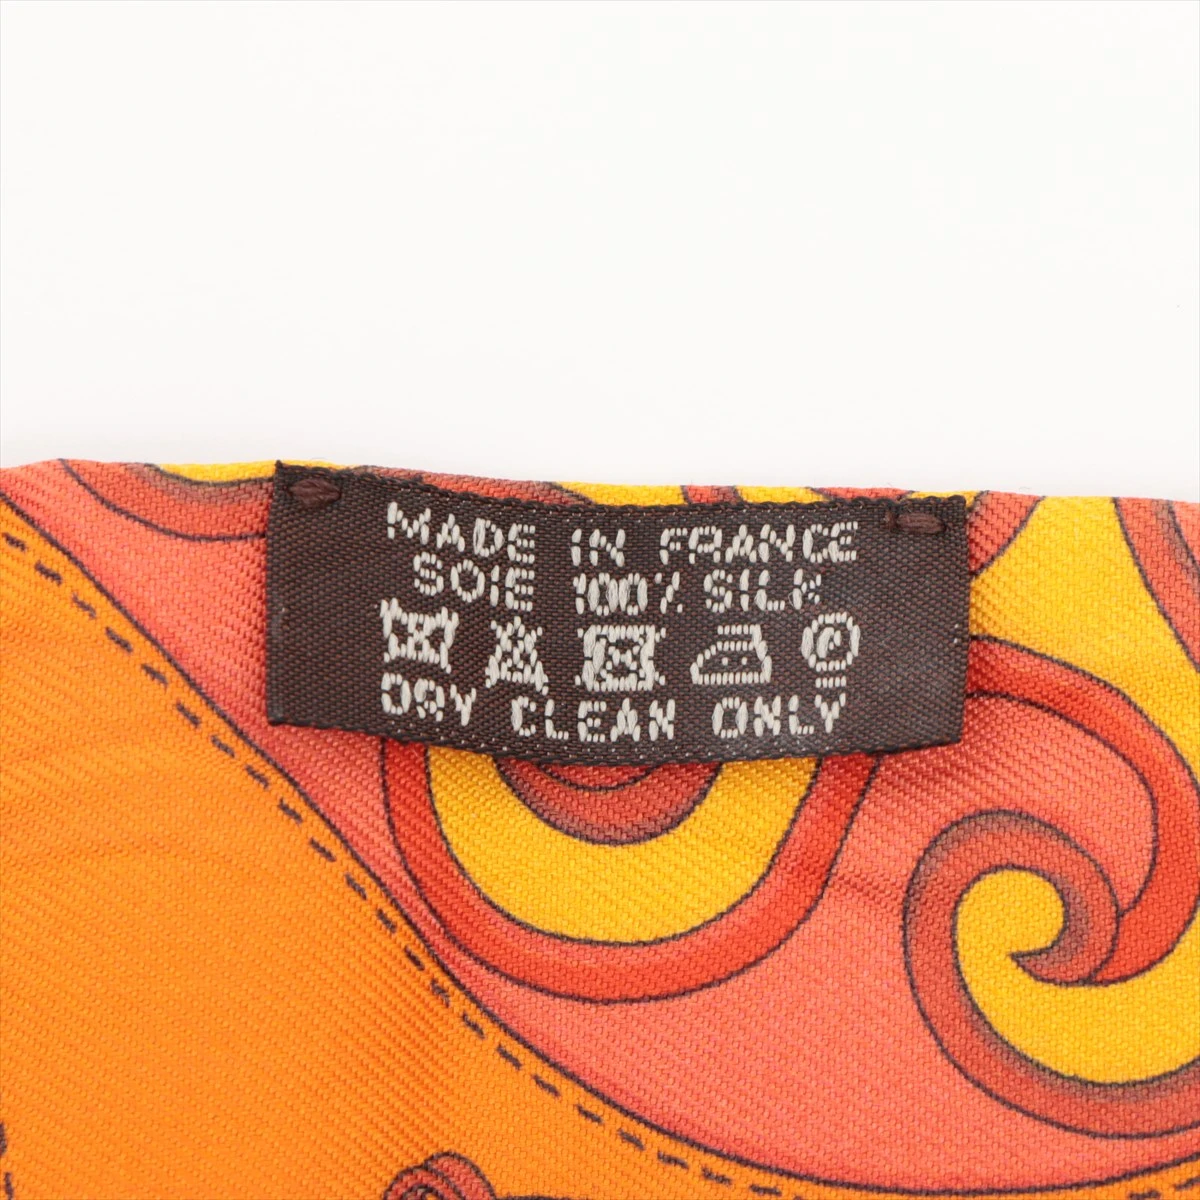 MADE IN FRANCE
SOIE 100% SILK
P
DRY CLEAN ONLY